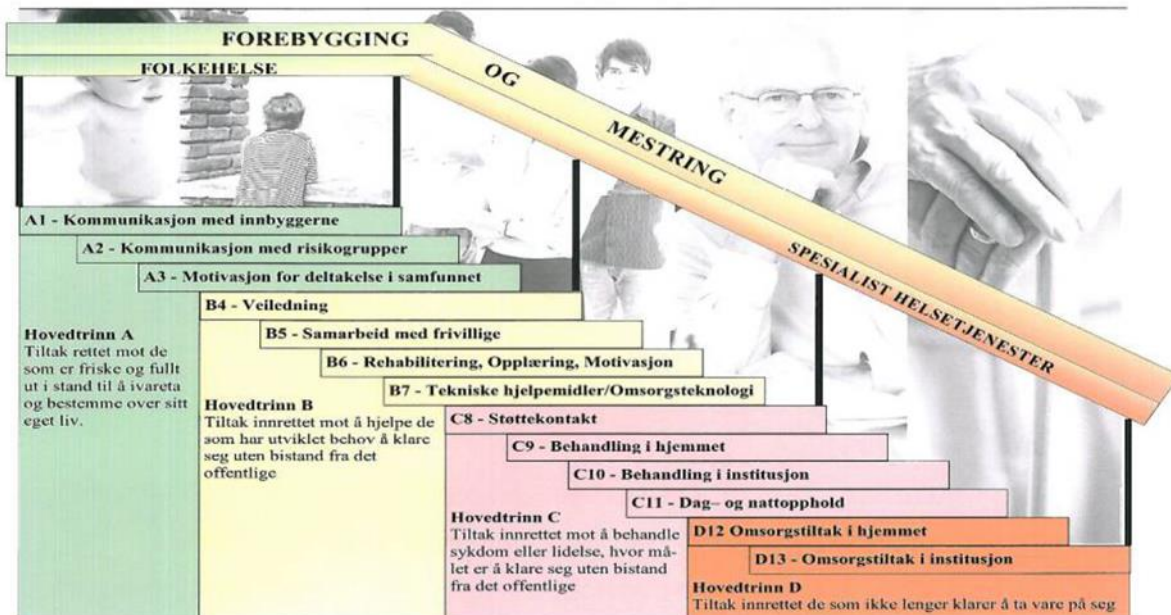 FOREBYGGING
OG
MESTRING
FOLKEHELSE
SPESIALIST HELSETJENESTER
A1 - Kommunikasjon med innbyggerne
A2 - Kommunikasjon med risikogrupper
A3 - Motivasjon for deltakelse i samfunnet
Hovedtrinn A
Tiltak rettet mot de
som er friske og fullt
ut i stand til å ivareta
og bestemme over sitt
eget liv.
B4 - Veiledning
B5 - Samarbeid med frivillige
B6 - Rehabilitering, Opplæring, Motivasjon
B7 - Tekniske hjelpemidler/Omsorgsteknologi
Hovedtrinn B
Tiltak innrettet mot å hjelpe de
som har utviklet behov å klare
seg uten bistand fra det
offentlige
C8 - Støttekontakt
C9 - Behandling i hjemmet
C10 - Behandling i institusjon
C11 - Dag– og nattopphold
Hovedtrinn C
Tiltak innrettet mot å behandle
sykdom eller lidelse, hvor må-
let er å klare seg uten bistand
fra det offentlige
D12 Omsorgstiltak i hjemmet
D13 - Omsorgstiltak i institusjon
Hovedtrinn D
Tiltak innrettet de som ikke lenger klarer å ta vare på seg